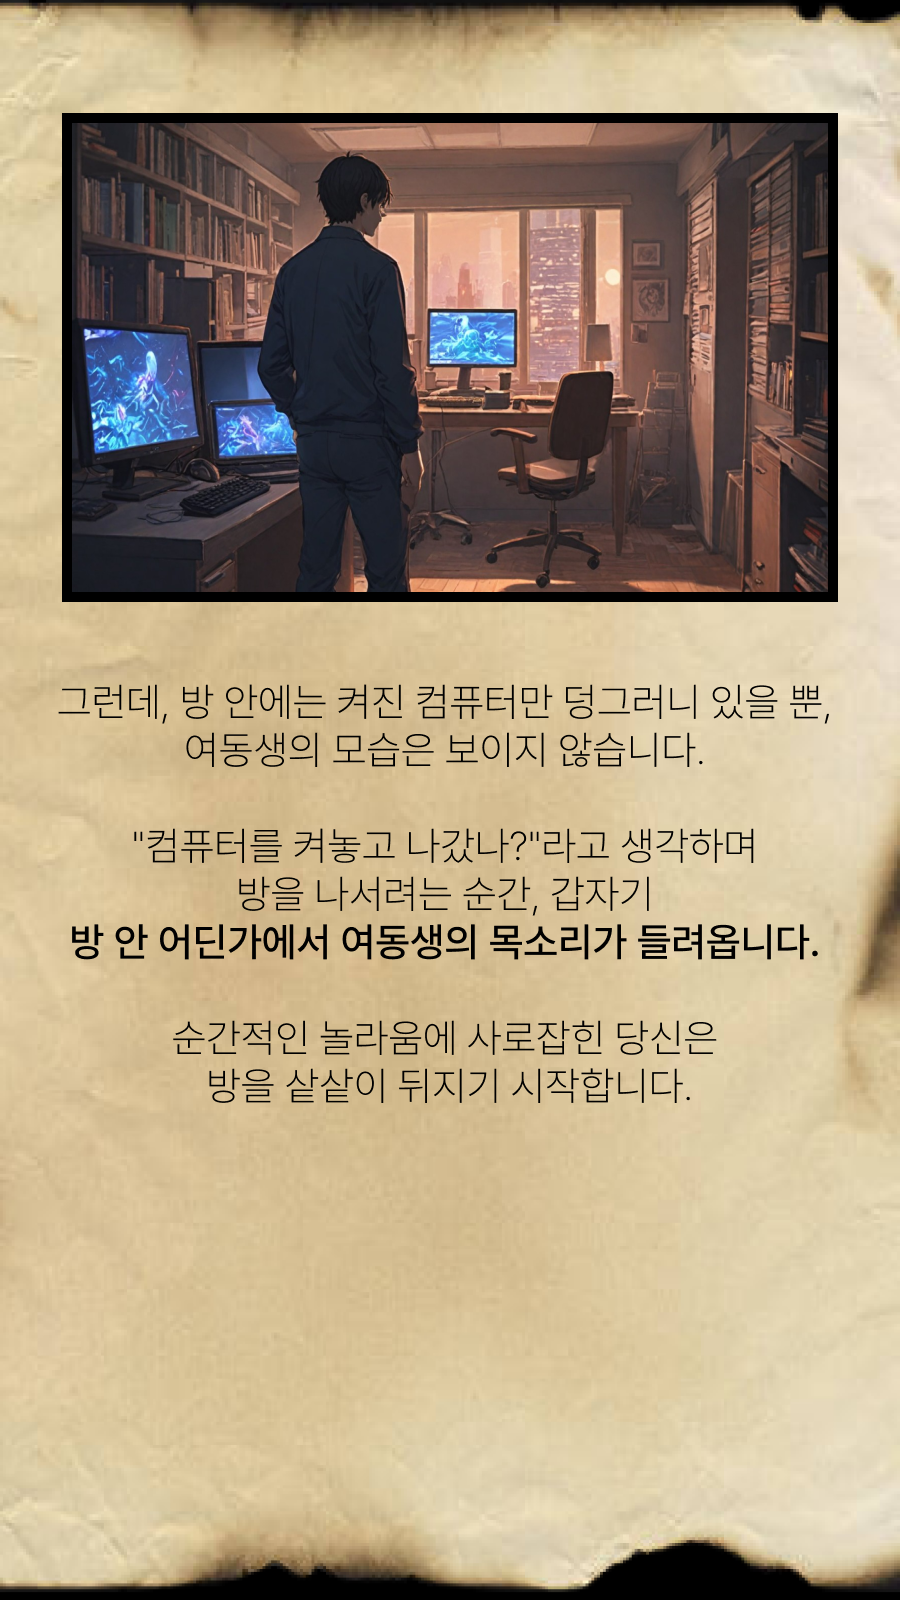 그런데, 방 안에는 켜진 컴퓨터만 덩그러니 있을 뿐,
여동생의 모습은 보이지 않습니다.
"컴퓨터를 켜놓고 나갔나?"라고 생각하며
방을 나서려는 순간, 갑자기
방 안 어딘가에서 여동생의 목소리가 들려옵니다.
순간적인 놀라움에 사로잡힌 당신은
방을 샅샅이 뒤지기 시작합니다.